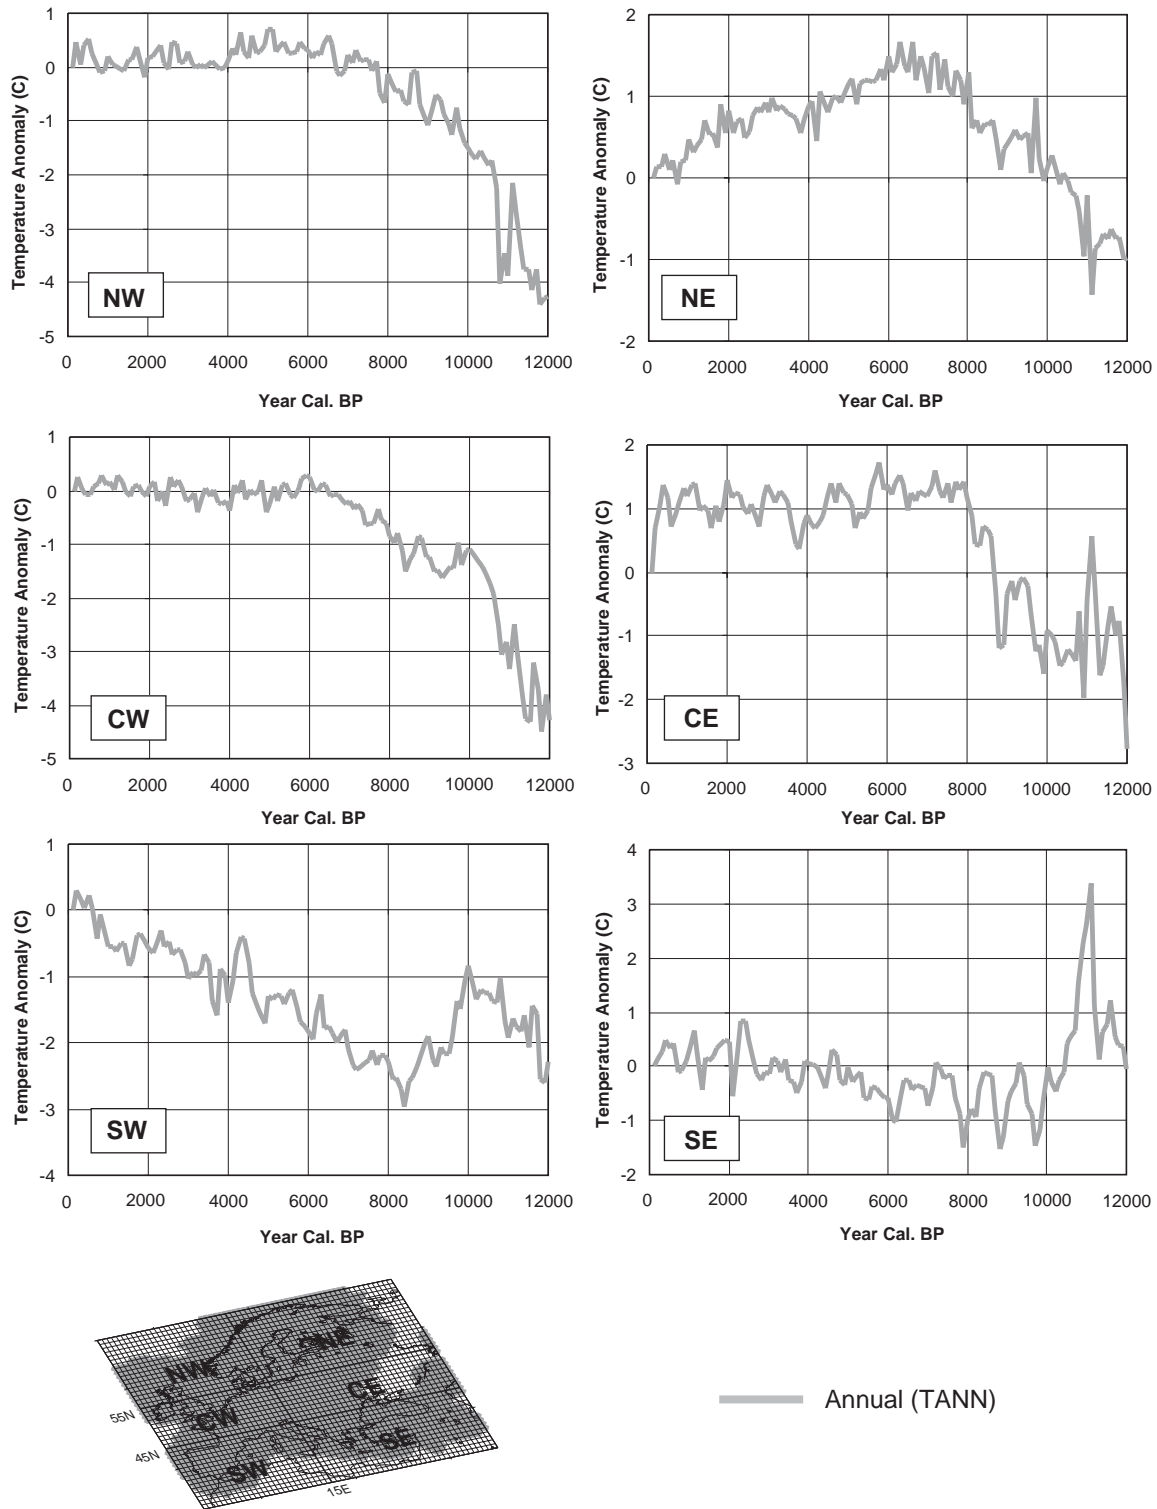 1
0
-1
-2
-3
-4
-5
Temperature Anomaly (C)
NW
0 2000 4000 6000 8000 10000 12000
Year Cal. BP
2
1
0
-1
-2
Temperature Anomaly (C)
NE
0 2000 4000 6000 8000 10000 12000
Year Cal. BP
1
0
-1
-2
-3
-4
-5
Temperature Anomaly (C)
CW
0 2000 4000 6000 8000 10000 12000
Year Cal. BP
2
1
0
-1
-2
-3
Temperature Anomaly (C)
CE
0 2000 4000 6000 8000 10000 12000
Year Cal. BP
1
0
-1
-2
-3
-4
Temperature Anomaly (C)
SW
0 2000 4000 6000 8000 10000 12000
Year Cal. BP
4
3
2
1
0
-1
-2
Temperature Anomaly (C)
SE
0 2000 4000 6000 8000 10000 12000
Year Cal. BP
NW
NE
CE
CW
SE
SW
55N
45N
15E
Annual (TANN)